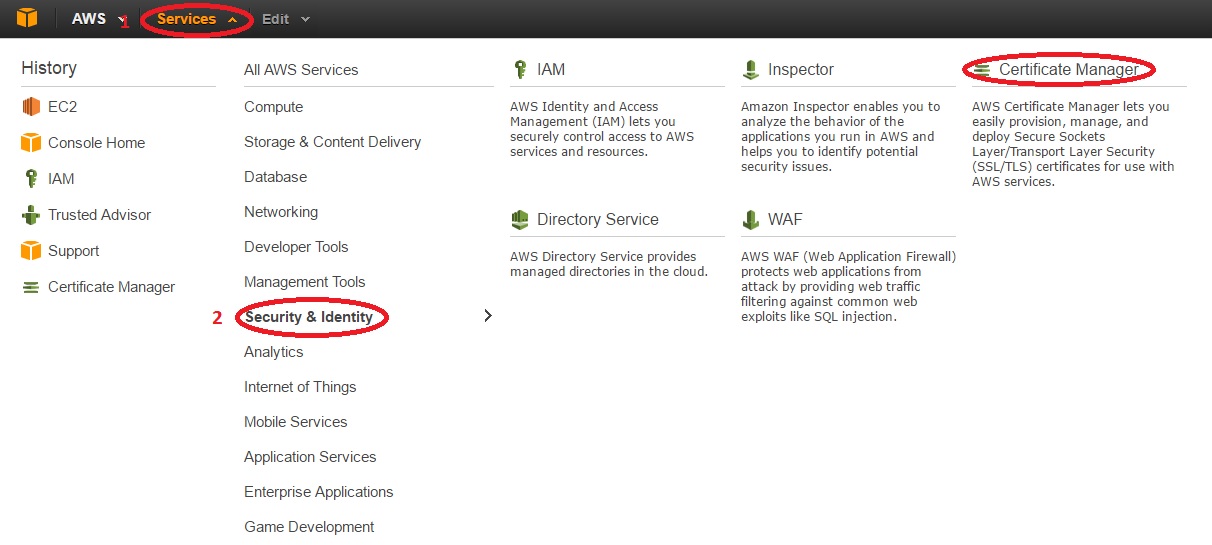 AWS 1 Services Edit
History
EC2
Console Home
IAM
Trusted Advisor
Support
Certificate Manager
All AWS Services
Compute
Storage & Content Delivery
Database
Networking
Developer Tools
Management Tools
2 Security & Identity
Analytics
Internet of Things
Mobile Services
Application Services
Enterprise Applications
Game Development
IAM
AWS Identity and Access
Management (IAM) lets you
securely control access to AWS
services and resources.
Directory Service
AWS Directory Service provides
managed directories in the cloud.
Inspector
Amazon Inspector enables you to
analyze the behavior of the
applications you run in AWS and
helps you to identify potential
security issues.
WAF
AWS WAF (Web Application Firewall)
protects web applications from
attack by providing web traffic
filtering against common web
exploits like SQL injection.
Certificate Manager
AWS Certificate Manager lets you
easily provision, manage, and
deploy Secure Sockets
Layer/Transport Layer Security
(SSL/TLS) certificates for use with
AWS services.